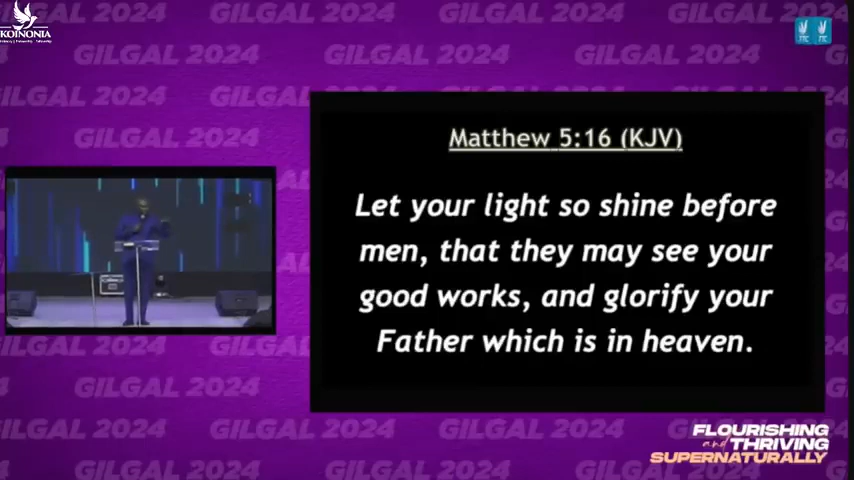 KOINONIA
GILGAL 2024
Matthew 5:16 (KJV)
Let your light so shine before
men, that they may see your
good works, and glorify your
Father which is in heaven.
FLOURISHING
and THRIVING
SUPERNATURALLY